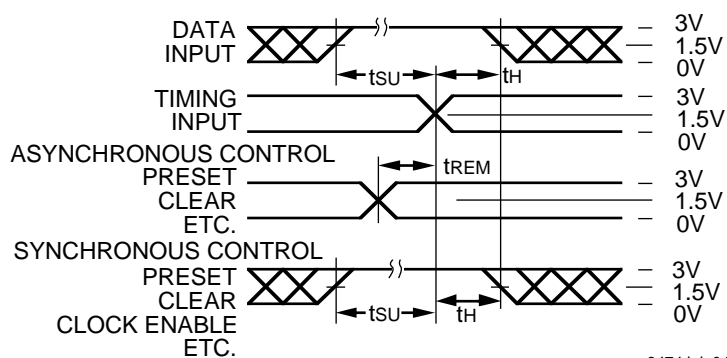 DATA
INPUT
3V
1.5V
0V
tSU
tH
TIMING
INPUT
3V
1.5V
0V
ASYNCHRONOUS CONTROL
tREM
PRESET
CLEAR
ETC.
3V
1.5V
0V
SYNCHRONOUS CONTROL
PRESET
CLEAR
CLOCK ENABLE
ETC.
3V
1.5V
0V
tSU
tH